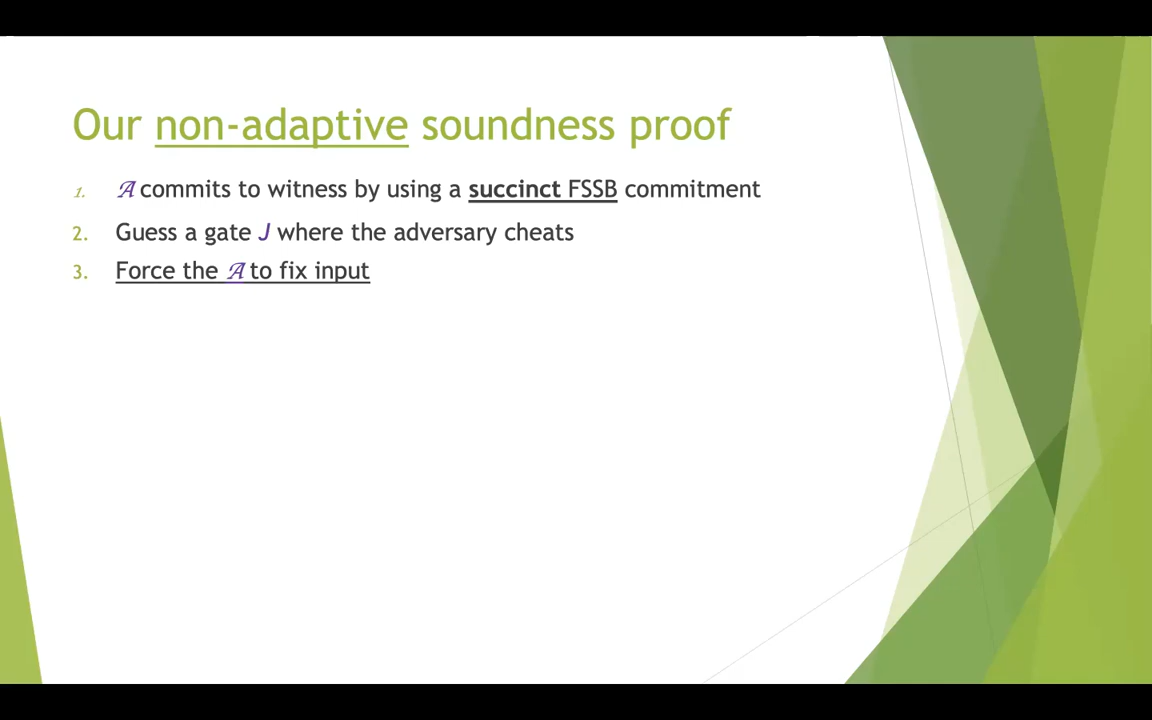 Our non-adaptive soundness proof
1. 𝒜 commits to witness by using a succinct FSSB commitment
2. Guess a gate J where the adversary cheats
3. Force the 𝒜 to fix input